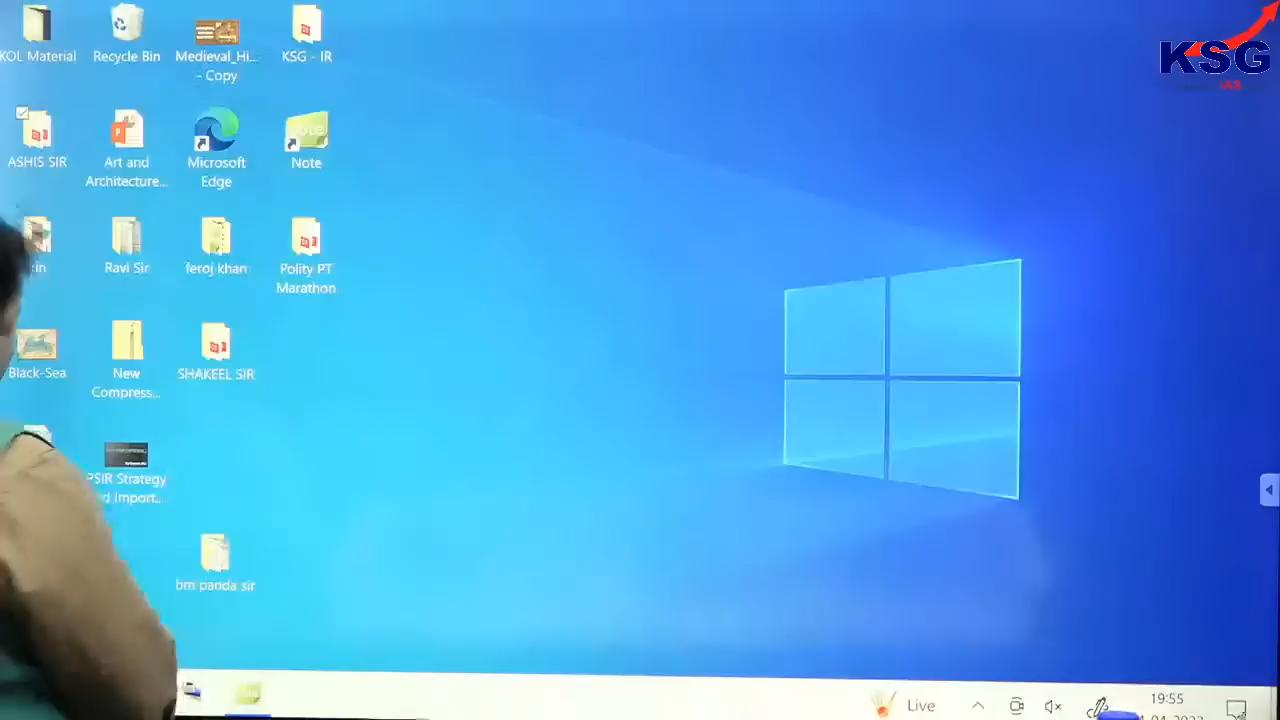 KOL Material
Recycle Bin
Medieval_Hi...
- Copy
KSG - IR
KSG
IAS
ASHIS SIR
Art and
Architecture...
Microsoft
Edge
Note
Ravi Sir
feroj khan
Polity PT
Marathon
Black-Sea
New
Compress...
SHAKEEL SIR
PSIR Strategy
Import...
bm panda sir
Live
19:55